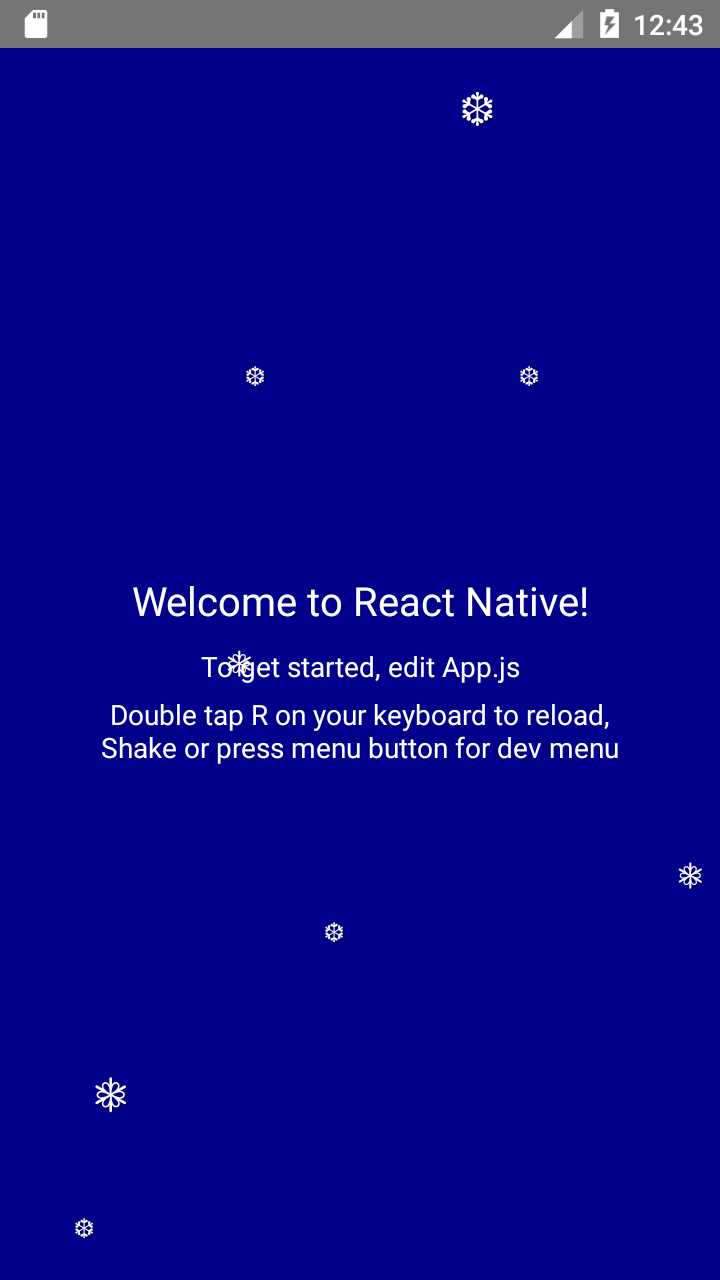 12:43
Welcome to React Native!
To get started, edit App.js
Double tap R on your keyboard to reload,
Shake or press menu button for dev menu